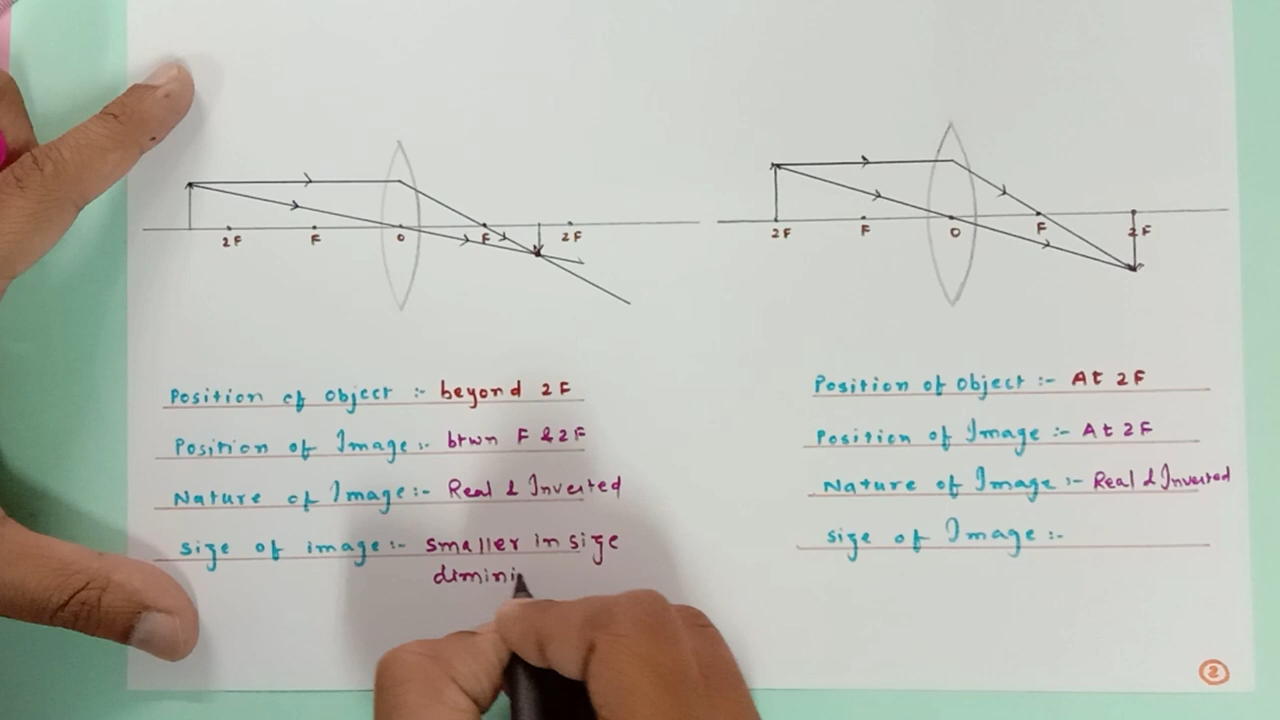 2F F O F 2F
2F F O F 2F
Position of Object :- beyond 2F
Position of Image :- btwn F & 2F
Nature of Image :- Real & Inverted
Size of image :- smaller in size
dimini
Position of Object :- At 2F
Position of Image :- At 2F
Nature of Image :- Real & Inverted
Size of Image :-
2